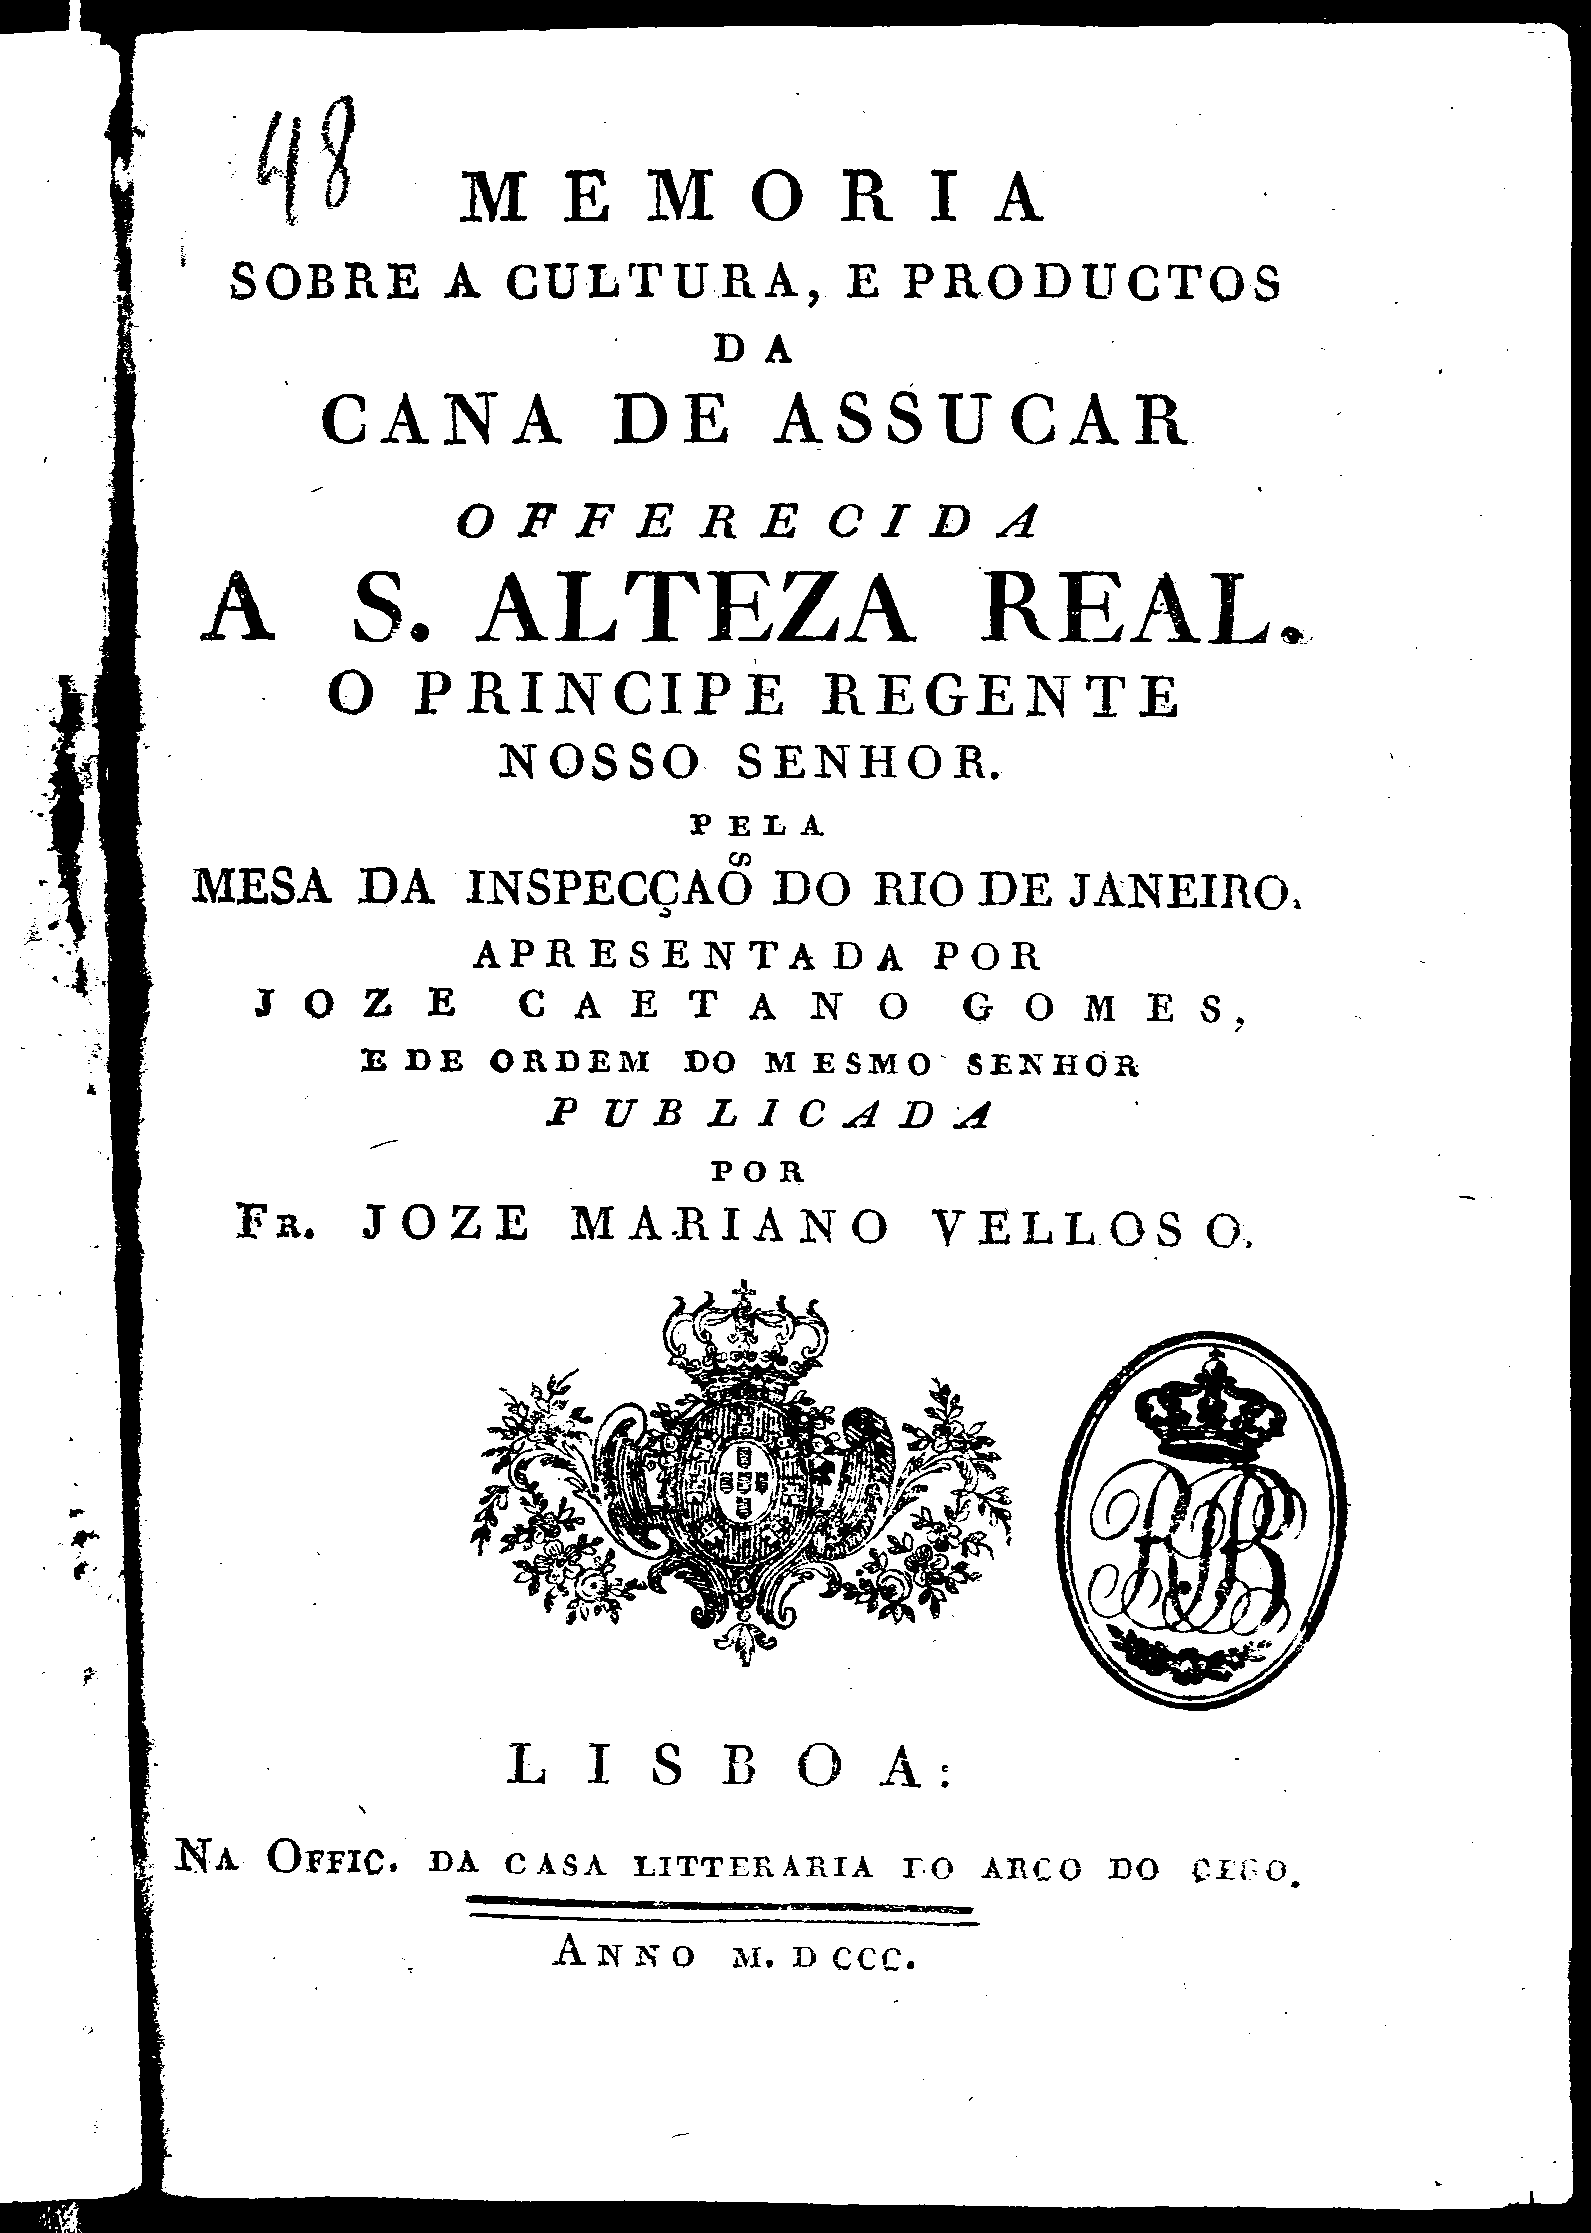 48
MEMORIA
SOBRE A CULTURA, E PRODUCTOS
DA
CANA DE ASSUCAR
OFFERECIDA
A S. ALTEZA REAL.
O PRINCIPE REGENTE
NOSSO SENHOR.
PELA
MESA DA INSPECÇAÕ DO RIO DE JANEIRO.
APRESENTADA POR
JOZE CAETANO GOMES,
E DE ORDEM DO MESMO SENHOR
PUBLICADA
POR
FR. JOZE MARIANO VELLOSO.
LISBOA:
NA OFFIC. DA CASA LITTERARIA DO ARCO DO CEGO.
ANNO M. DCCC.